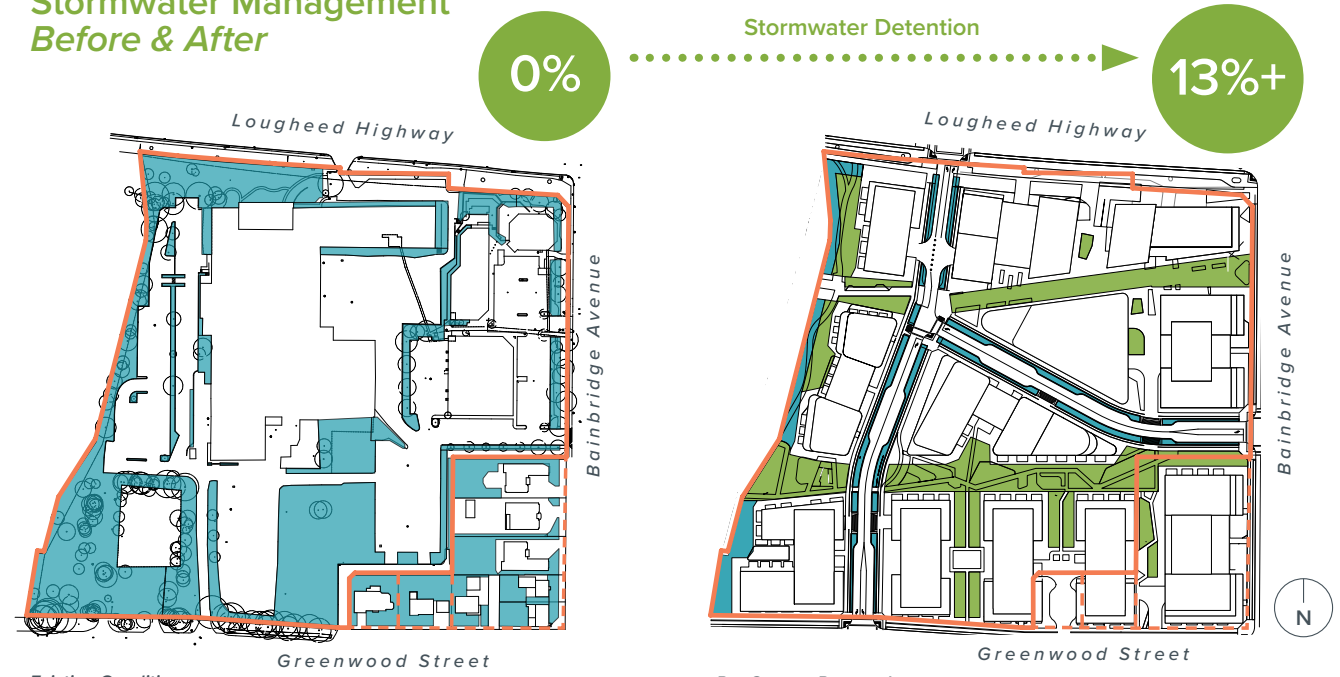 Stormwater Management
Before & After
0%
Stormwater Detention
13%+
Lougheed Highway
Lougheed Highway
Bainbridge Avenue
Bainbridge Avenue
N
Greenwood Street
Greenwood Street